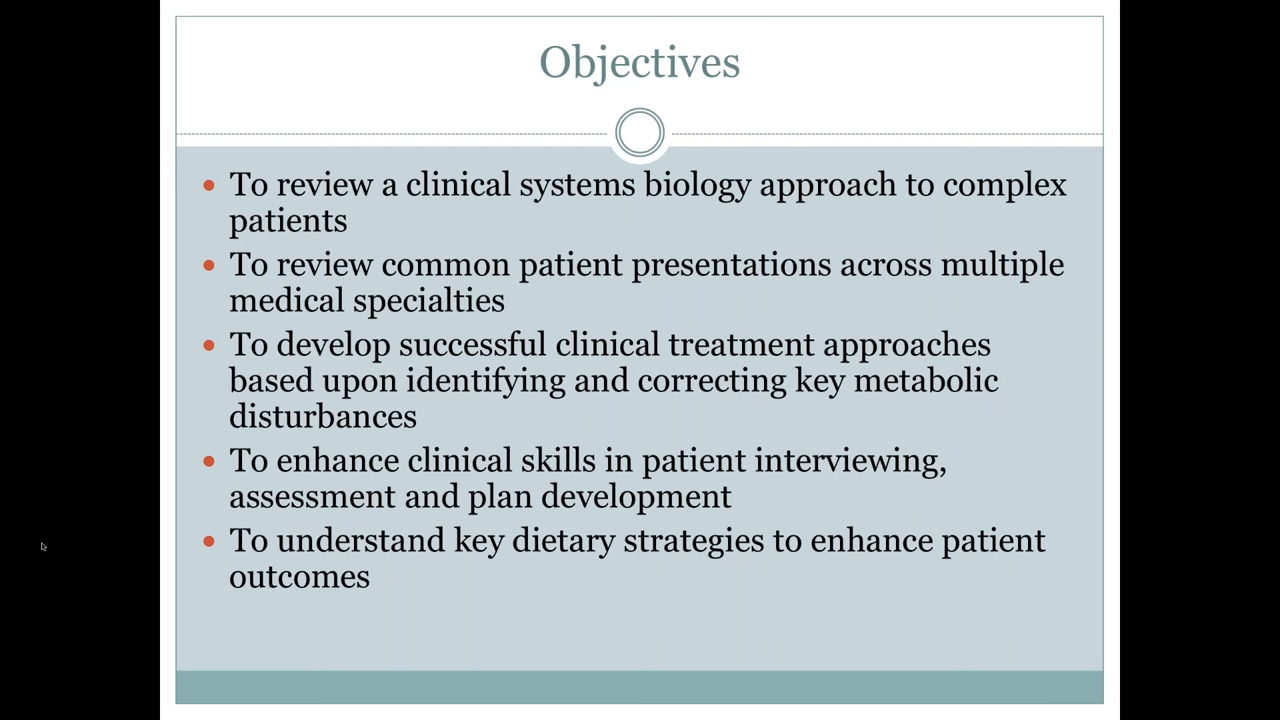 Objectives
To review a clinical systems biology approach to complex
patients
To review common patient presentations across multiple
medical specialties
To develop successful clinical treatment approaches
based upon identifying and correcting key metabolic
disturbances
To enhance clinical skills in patient interviewing,
assessment and plan development
To understand key dietary strategies to enhance patient
outcomes